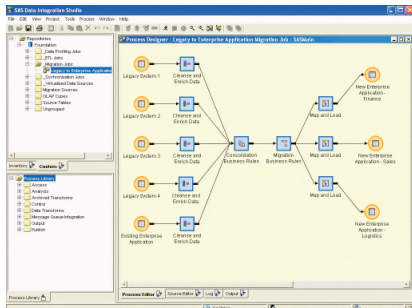 SAS Data Integration Studio
File Edit View Project Tools Process Window Help
Repositories
Foundation
_Data Profiling Jobs
_ETL Jobs
_Migration Jobs
Legacy to Enterprise Applicatio
_Synchronization Jobs
_Virtualized Data Sources
Migration Sources
OLAP Cubes
Source Tables
Ungrouped
Inventory
Custom
Process Library
Access
Analysis
Archived Transforms
Control
Data Transforms
Message Queue Integration
Output
Publish
Process Library
Process Designer : Legacy to Enterprise Application Migration Job : SASMain
Legacy System 1
Cleanse and
Enrich Data
Legacy System 2
Cleanse and
Enrich Data
Legacy System 3
Cleanse and
Enrich Data
Legacy System 4
Cleanse and
Enrich Data
Existing Enterprise
Application
Cleanse and
Enrich Data
Consolidation
Business Rules
Migration
Business Rules
Map and Load
Map and Load
Map and Load
New Enterprise
Application -
Finance
New Enterprise
Application - Sales
New Enterprise
Application -
Logistics
Process Editor
Source Editor
Log
Output